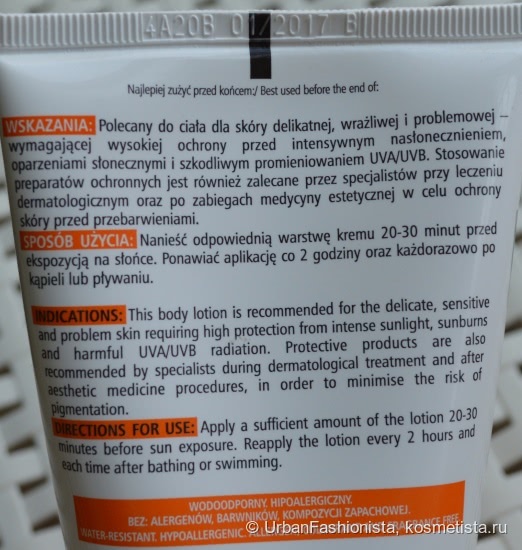 4A20B 01/2017 B
Najlepiej zużyć przed końcem:/ Best used before the end of:
WSKAZANIA: Polecany do ciała dla skóry delikatnej, wrażliwej i problemowej –
wymagającej wysokiej ochrony przed intensywnym nasłonecznieniem,
oparzeniami słonecznymi i szkodliwym promieniowaniem UVA/UVB. Stosowanie
preparatów ochronnych jest również zalecane przez specjalistów przy leczeniu
dermatologicznym oraz po zabiegach medycyny estetycznej w celu ochrony
skóry przed przebarwieniami.
SPOSÓB UŻYCIA: Nanieść odpowiednią warstwę kremu 20-30 minut przed
ekspozycją na słońce. Ponawiać aplikację co 2 godziny oraz każdorazowo po
kąpieli lub pływaniu.
INDICATIONS: This body lotion is recommended for the delicate, sensitive
and problem skin requiring high protection from intense sunlight, sunburns
and harmful UVA/UVB radiation. Protective products are also
recommended by specialists during dermatological treatment and after
aesthetic medicine procedures, in order to minimise the risk of
pigmentation.
DIRECTIONS FOR USE: Apply a sufficient amount of the lotion 20-30
minutes before sun exposure. Reapply the lotion every 2 hours and
each time after bathing or swimming.
WODOODPORNY. HIPOALERGICZNY.
BEZ: ALERGENÓW, BARWNIKÓW, KOMPOZYCJI ZAPACHOWEJ.
WATER-RESISTANT. HYPOALLERGENIC. FREE
© UrbanFashionista, kosmetista.ru